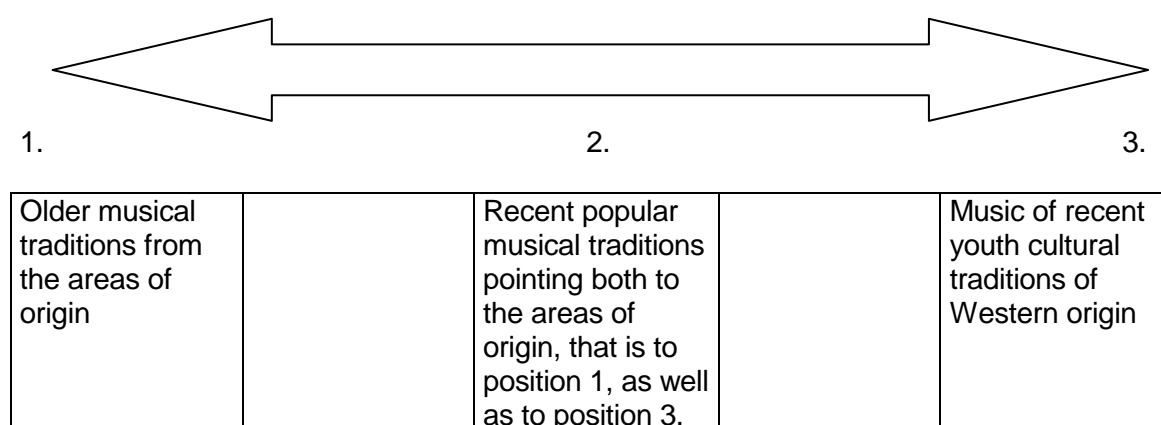 1. 2. 3.
Older musical
traditions from
the areas of
origin
Recent popular
musical traditions
pointing both to
the areas of
origin, that is to
position 1, as well
as to position 3.
Music of recent
youth cultural
traditions of
Western origin